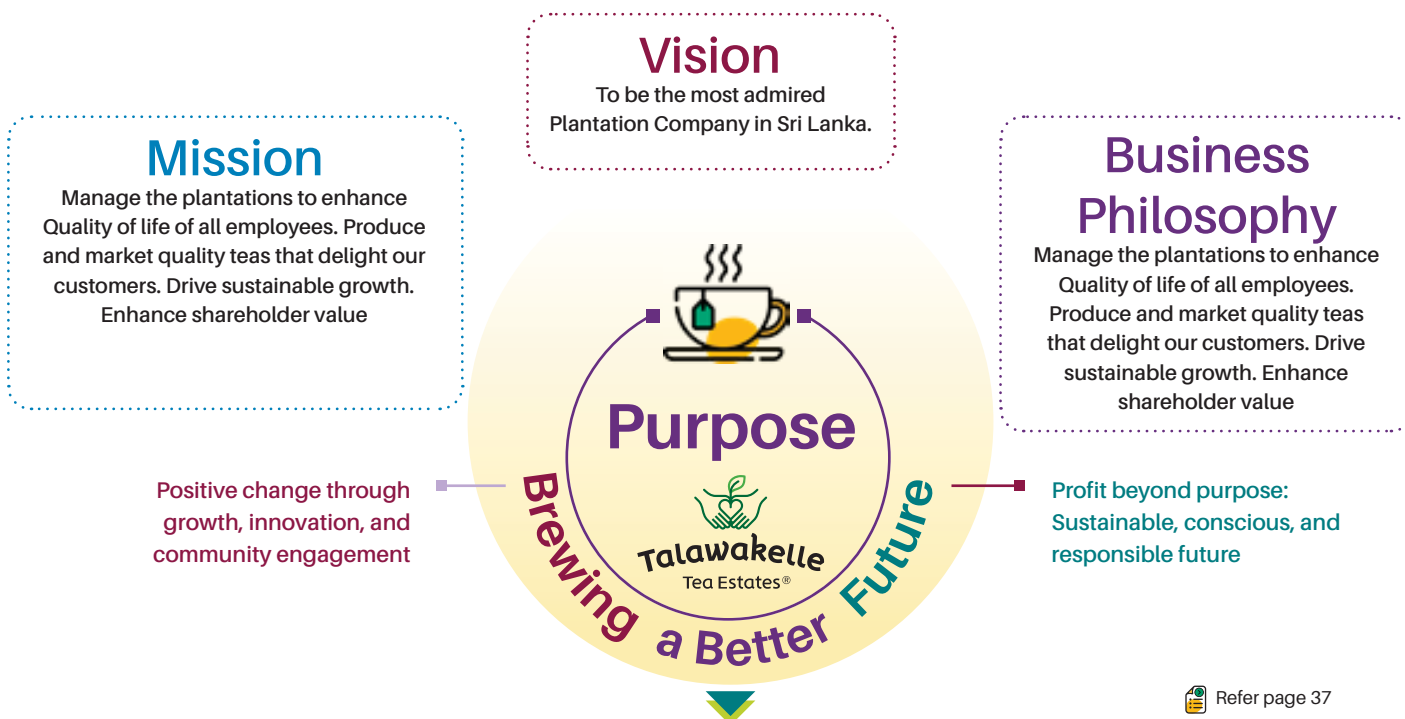 Vision
To be the most admired
Plantation Company in Sri Lanka.
Mission
Manage the plantations to enhance
Quality of life of all employees. Produce
and market quality teas that delight our
customers. Drive sustainable growth.
Enhance shareholder value
Business
Philosophy
Manage the plantations to enhance
Quality of life of all employees.
Produce and market quality teas
that delight our customers. Drive
sustainable growth. Enhance
shareholder value
Purpose
Talawakelle
Tea Estates®
Brewing a Better Future
Positive change through
growth, innovation, and
community engagement
Profit beyond purpose:
Sustainable, conscious, and
responsible future
Refer page 37